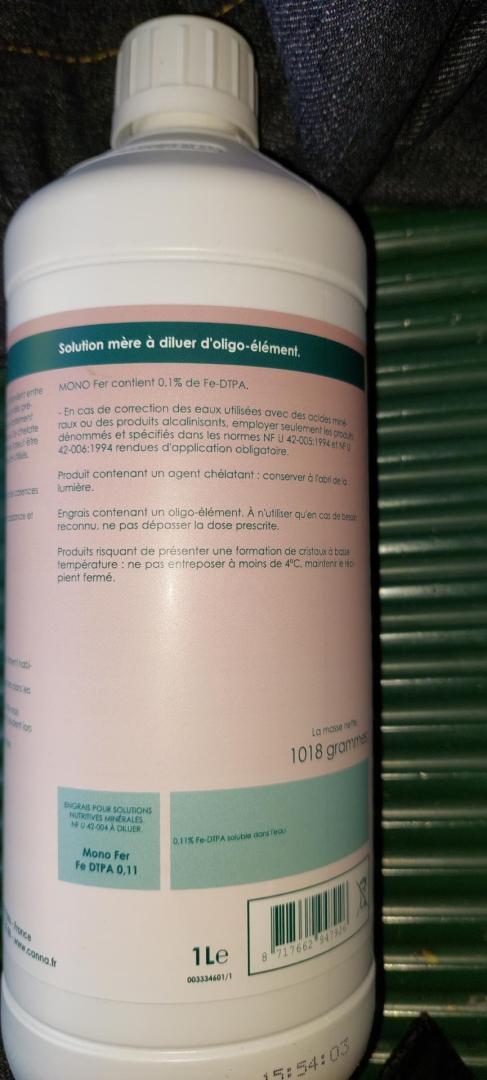 Solution mère à diluer d'oligo-élément.
MONO Fer contient 0,1% de Fe-DTPA.
- En cas de correction des eaux utilisées avec des acides miné-
raux ou des produits alcalinisants, employer seulement les produits
dénommés et spécifiés dans les normes NF U 42-005:1994 et NF U
42-006:1994 rendues d'application obligatoire.
Produit contenant un agent chélatant : conserver à l'abri de la
lumière.
Engrais contenant un oligo-élément. À n'utiliser qu'en cas de besoin
reconnu, ne pas dépasser la dose prescrite.
Produits risquant de présenter une formation de cristaux à basse
température : ne pas entreposer à moins de 4°C, maintenir le réci-
pient fermé.
La masse nette:
1018 grammes
ENGRAIS POUR SOLUTIONS
NUTRITIVES MINÉRALES.
NF U 42-004 À DILUER.
Mono Fer
Fe DTPA 0,11
0,11% Fe-DTPA soluble dans l'eau
France
www.canna.fr
1Le
003334601/1
8 717662
15:54:03